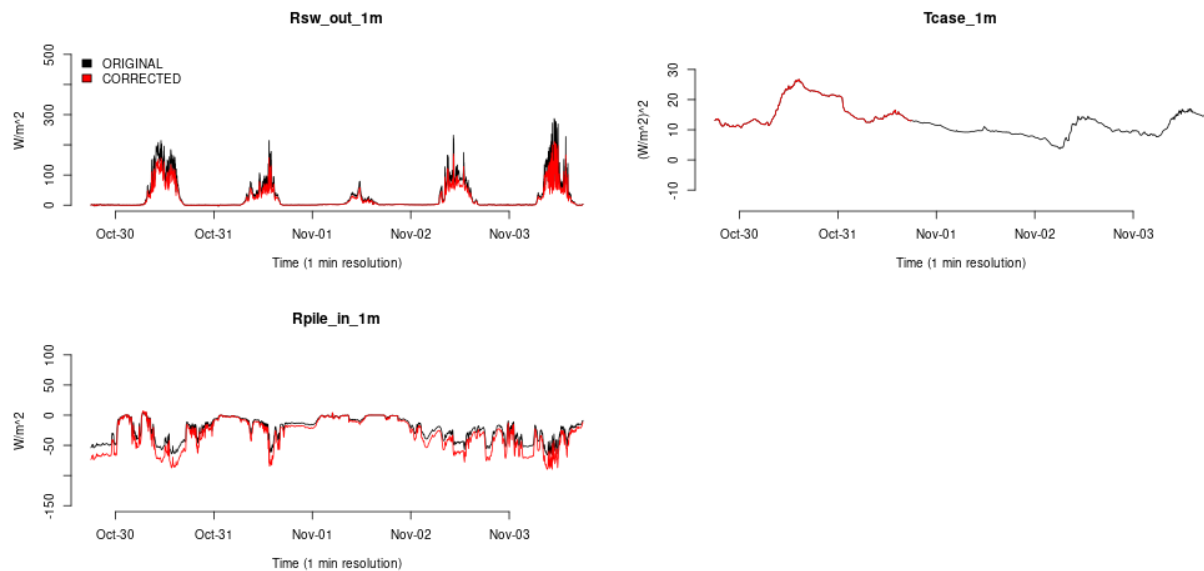 Rsw_out_1m
ORIGINAL
CORRECTED
W/m^2
500
300
100
0
Oct-30 Oct-31 Nov-01 Nov-02 Nov-03
Time (1 min resolution)
Tcase_1m
(W/m^2)^2
30
20
10
0
-10
Oct-30 Oct-31 Nov-01 Nov-02 Nov-03
Time (1 min resolution)
Rpile_in_1m
W/m^2
100
50
0
-50
-150
Oct-30 Oct-31 Nov-01 Nov-02 Nov-03
Time (1 min resolution)